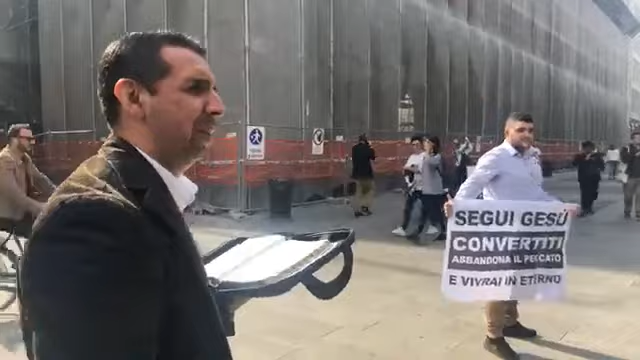 SEGUI GESÙ
CONVERTITI
ABBANDONA IL PECCATO
E VIVRAI IN ETERNO